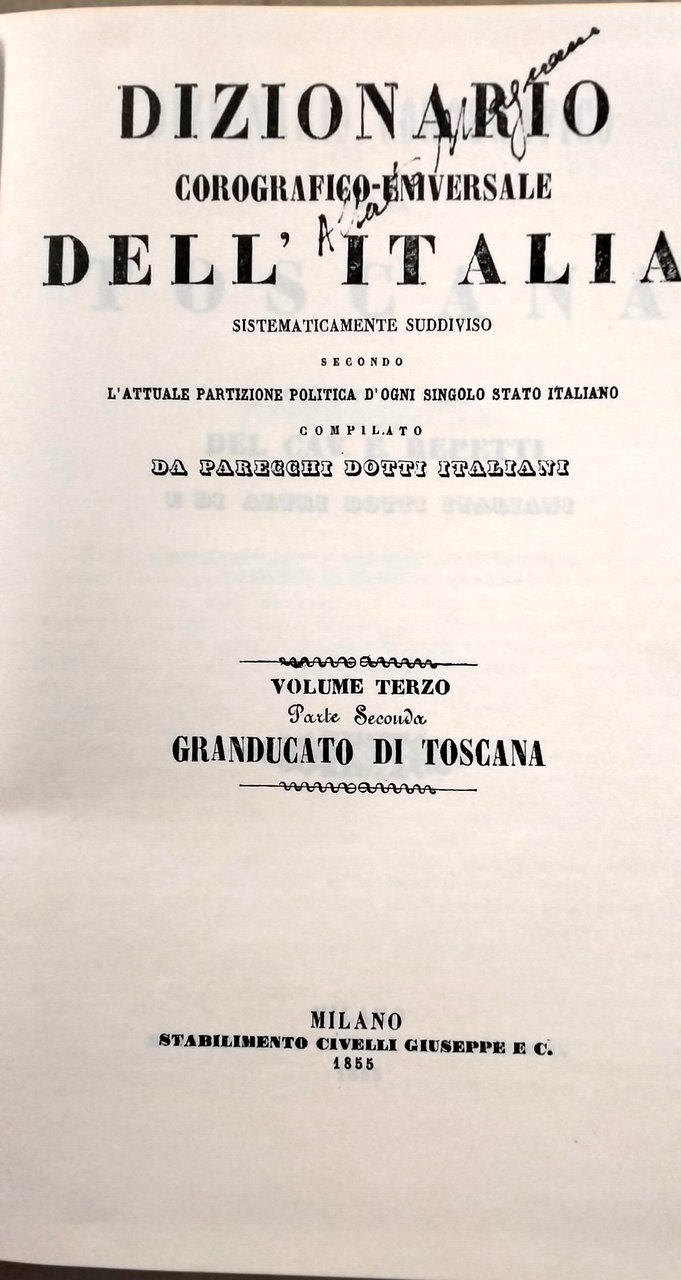 DIZIONARIO
COROGRAFICO-UNIVERSALE
DELL' ITALIA
SISTEMATICAMENTE SUDDIVISO
SECONDO
L'ATTUALE PARTIZIONE POLITICA D'OGNI SINGOLO STATO ITALIANO
COMPILATO
DA PARECCHI DOTTI ITALIANI
VOLUME TERZO
Parte Seconda
GRANDUCATO DI TOSCANA
MILANO
STABILIMENTO CIVELLI GIUSEPPE E C.
1855